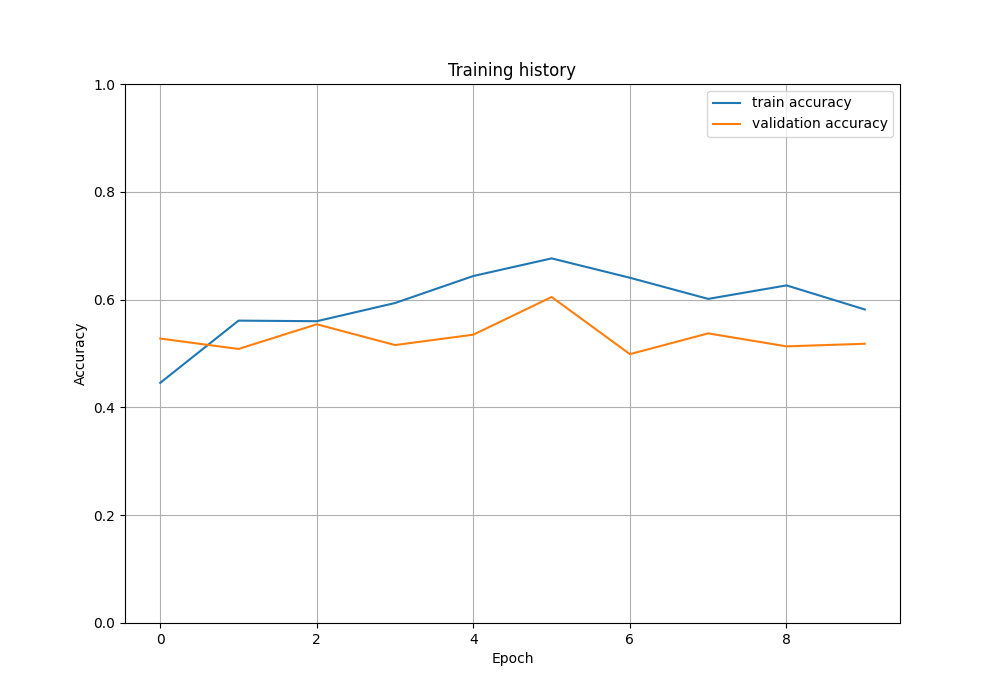 Training history
train accuracy
validation accuracy
Accuracy
1.0
0.8
0.6
0.4
0.2
0.0
0 2 4 6 8
Epoch